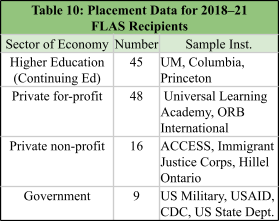 Table 10: Placement Data for 2018–21
FLAS Recipients
Sector of Economy Number Sample Inst.
Higher Education
(Continuing Ed)
45
UM, Columbia,
Princeton
Private for-profit
48
Universal Learning
Academy, ORB
International
Private non-profit
16
ACCESS, Immigrant
Justice Corps, Hillel
Ontario
Government
9
US Military, USAID,
CDC, US State Dept.